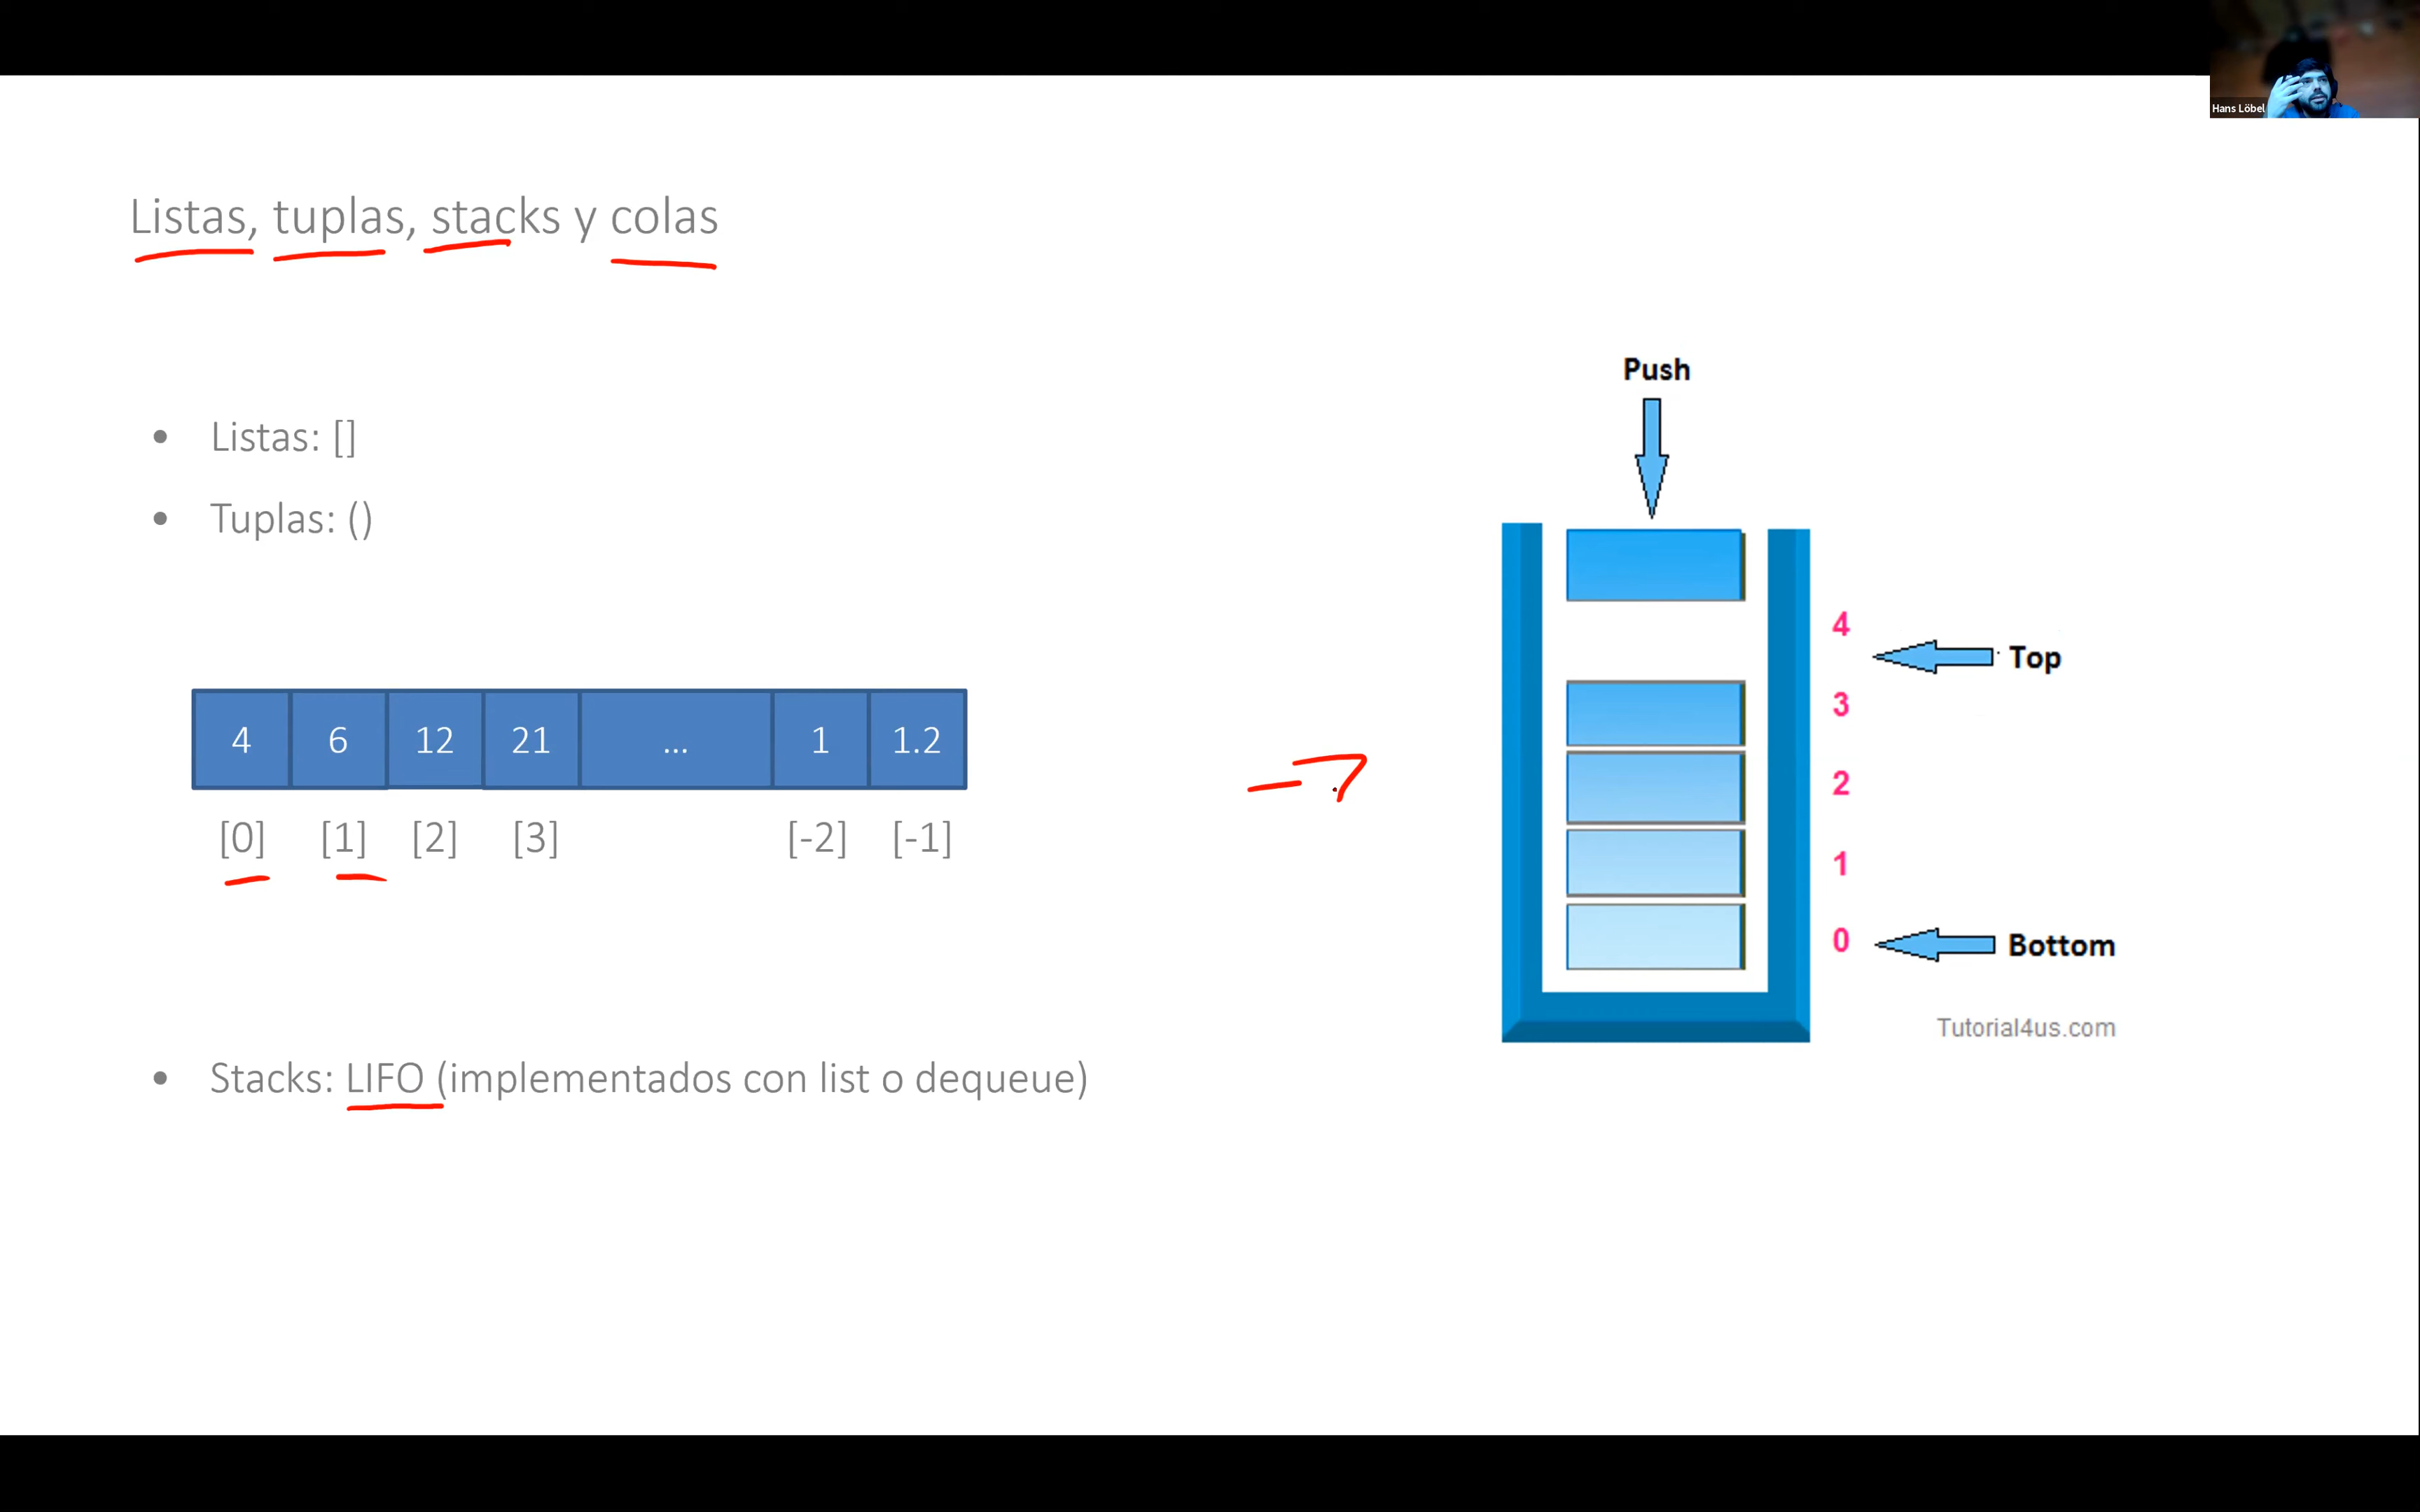 Hans Löbel
Listas, tuplas, stacks y colas
• Listas: []
• Tuplas: ()
4 6 12 21 ... 1 1.2
[0] [1] [2] [3] [-2] [-1]
• Stacks: LIFO (implementados con list o dequeue)
Push
4
Top
3
2
1
0
Bottom
Tutorial4us.com